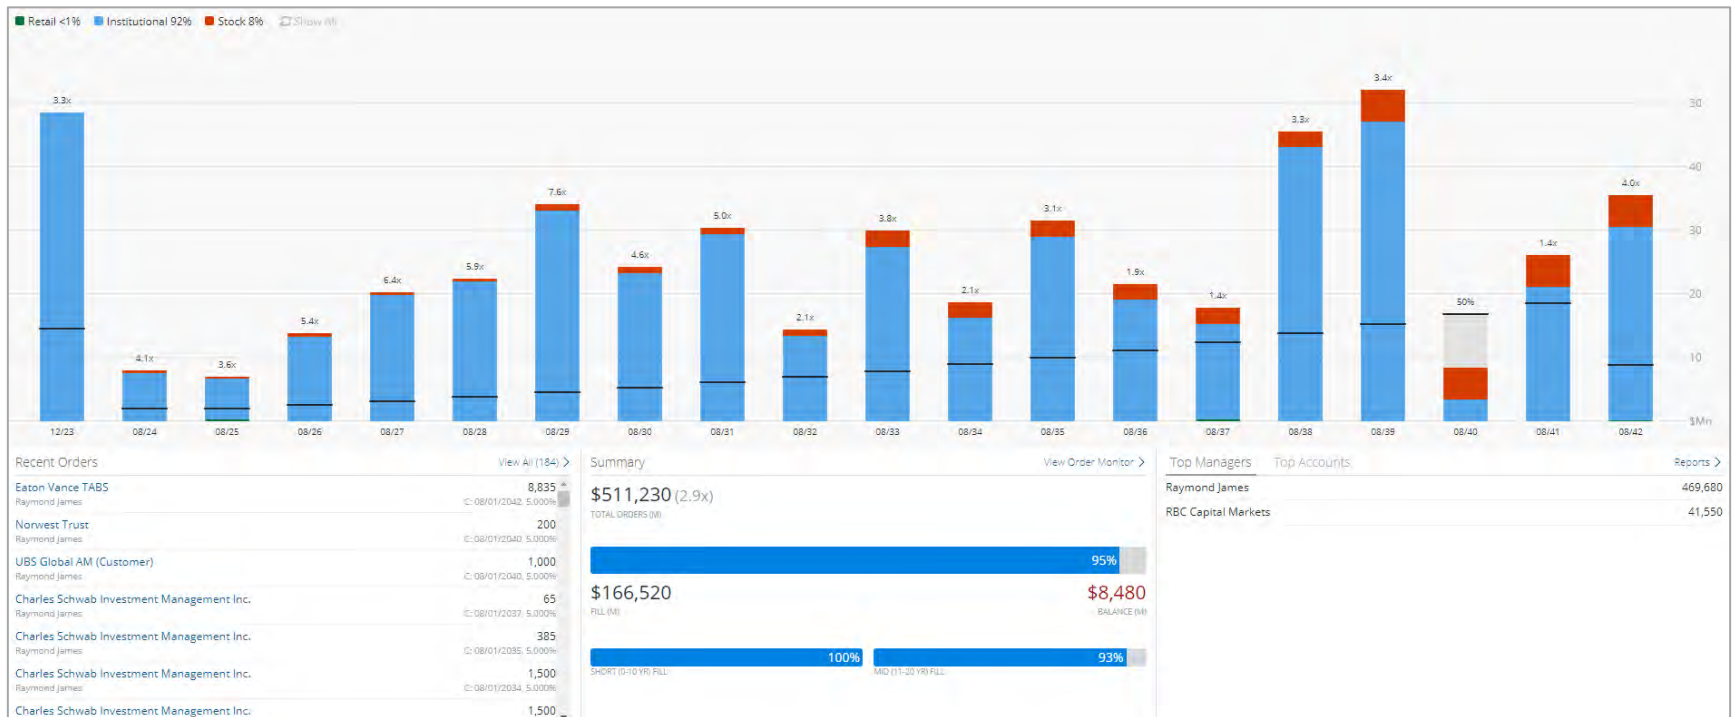 Retail <1% Institutional 92% Stock 8% Show (M)
3.4x
3.3x
50
3.3x
40
7.6x
4.0x
5.0x
3.8x
3.1x
30
4.6x
1.4x
5.9x
6.4x
1.9x
2.1x
1.4x
50%
20
5.4x
2.1x
4.1x
3.6x
10
$Mn
12/23 08/24 08/25 08/26 08/27 08/28 08/29 08/30 08/31 08/32 08/33 08/34 08/35 08/36 08/37 08/38 08/39 08/40 08/41 08/42
Recent Orders View All (184) >
Eaton Vance TABS 8,835
Raymond James C: 08/01/2042, 5.000%
Norwest Trust 200
Raymond James C: 08/01/2040, 5.000%
UBS Global AM (Customer) 1,000
Raymond James C: 08/01/2040, 5.000%
Charles Schwab Investment Management Inc. 65
Raymond James C: 08/01/2037, 5.000%
Charles Schwab Investment Management Inc. 385
Raymond James C: 08/01/2035, 5.000%
Charles Schwab Investment Management Inc. 1,500
Raymond James C: 08/01/2034, 5.000%
Charles Schwab Investment Management Inc. 1,500
Summary View Order Monitor >
$511,230 (2.9x)
TOTAL ORDERS (M)
95%
$166,520 $8,480
FILL (M) BALANCE (M)
100% 93%
SHORT (0-10 YR) FILL MID (11-20 YR) FILL
Top Managers Top Accounts Reports >
Raymond James 469,680
RBC Capital Markets 41,550